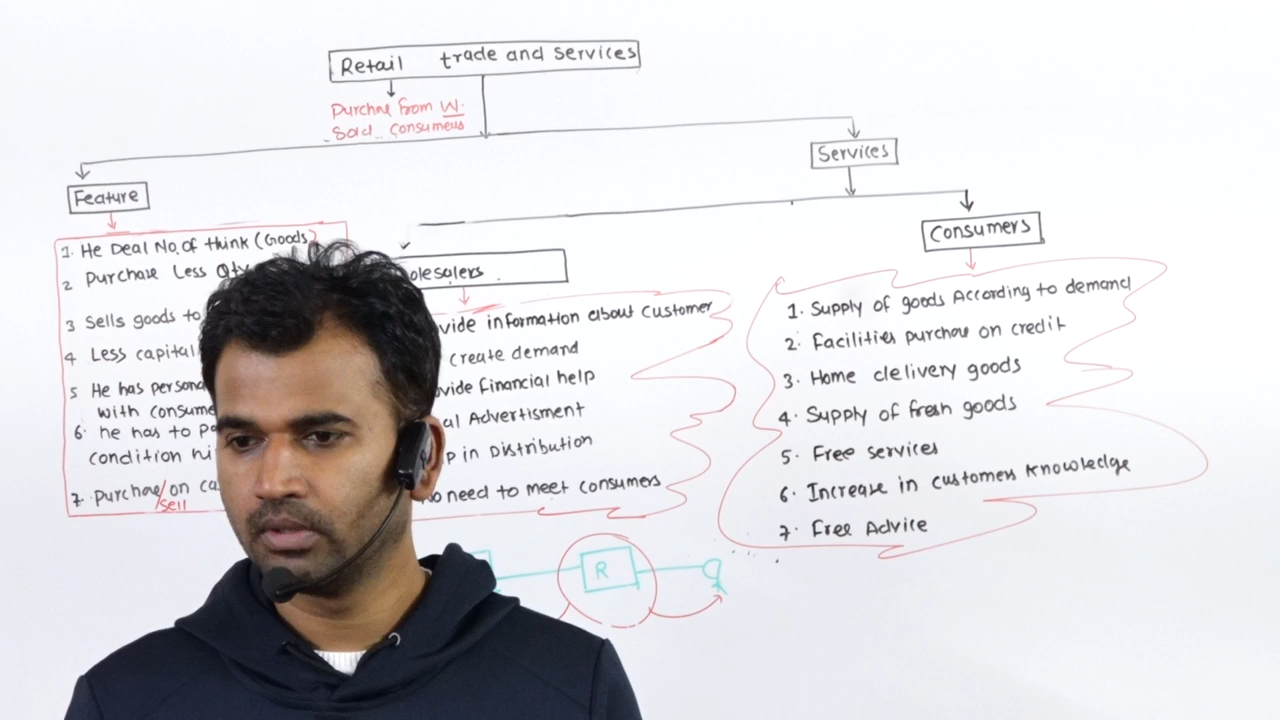 Retail trade and services
Purchae from W.
Sold consumeus
Services
Feature
Consumers
1. He Deal No. of think (Goods)
2 Purchase Less Qty
3 Sells goods to
4 Less capital
5 He has persona
with consume
6. he has to pa
condition hi
7. purchase/on ca
sell
olesalers
vide information about customer
create demand
vide financial help
al Advertisment
p in Distribution
o need to meet consumers
1. Supply of goods According to demand
2. Facilities purchase on credit
3. Home delivery goods
4. Supply of fresh goods
5. Free services
6. Increase in customers knowledge
7. Free Advice
R